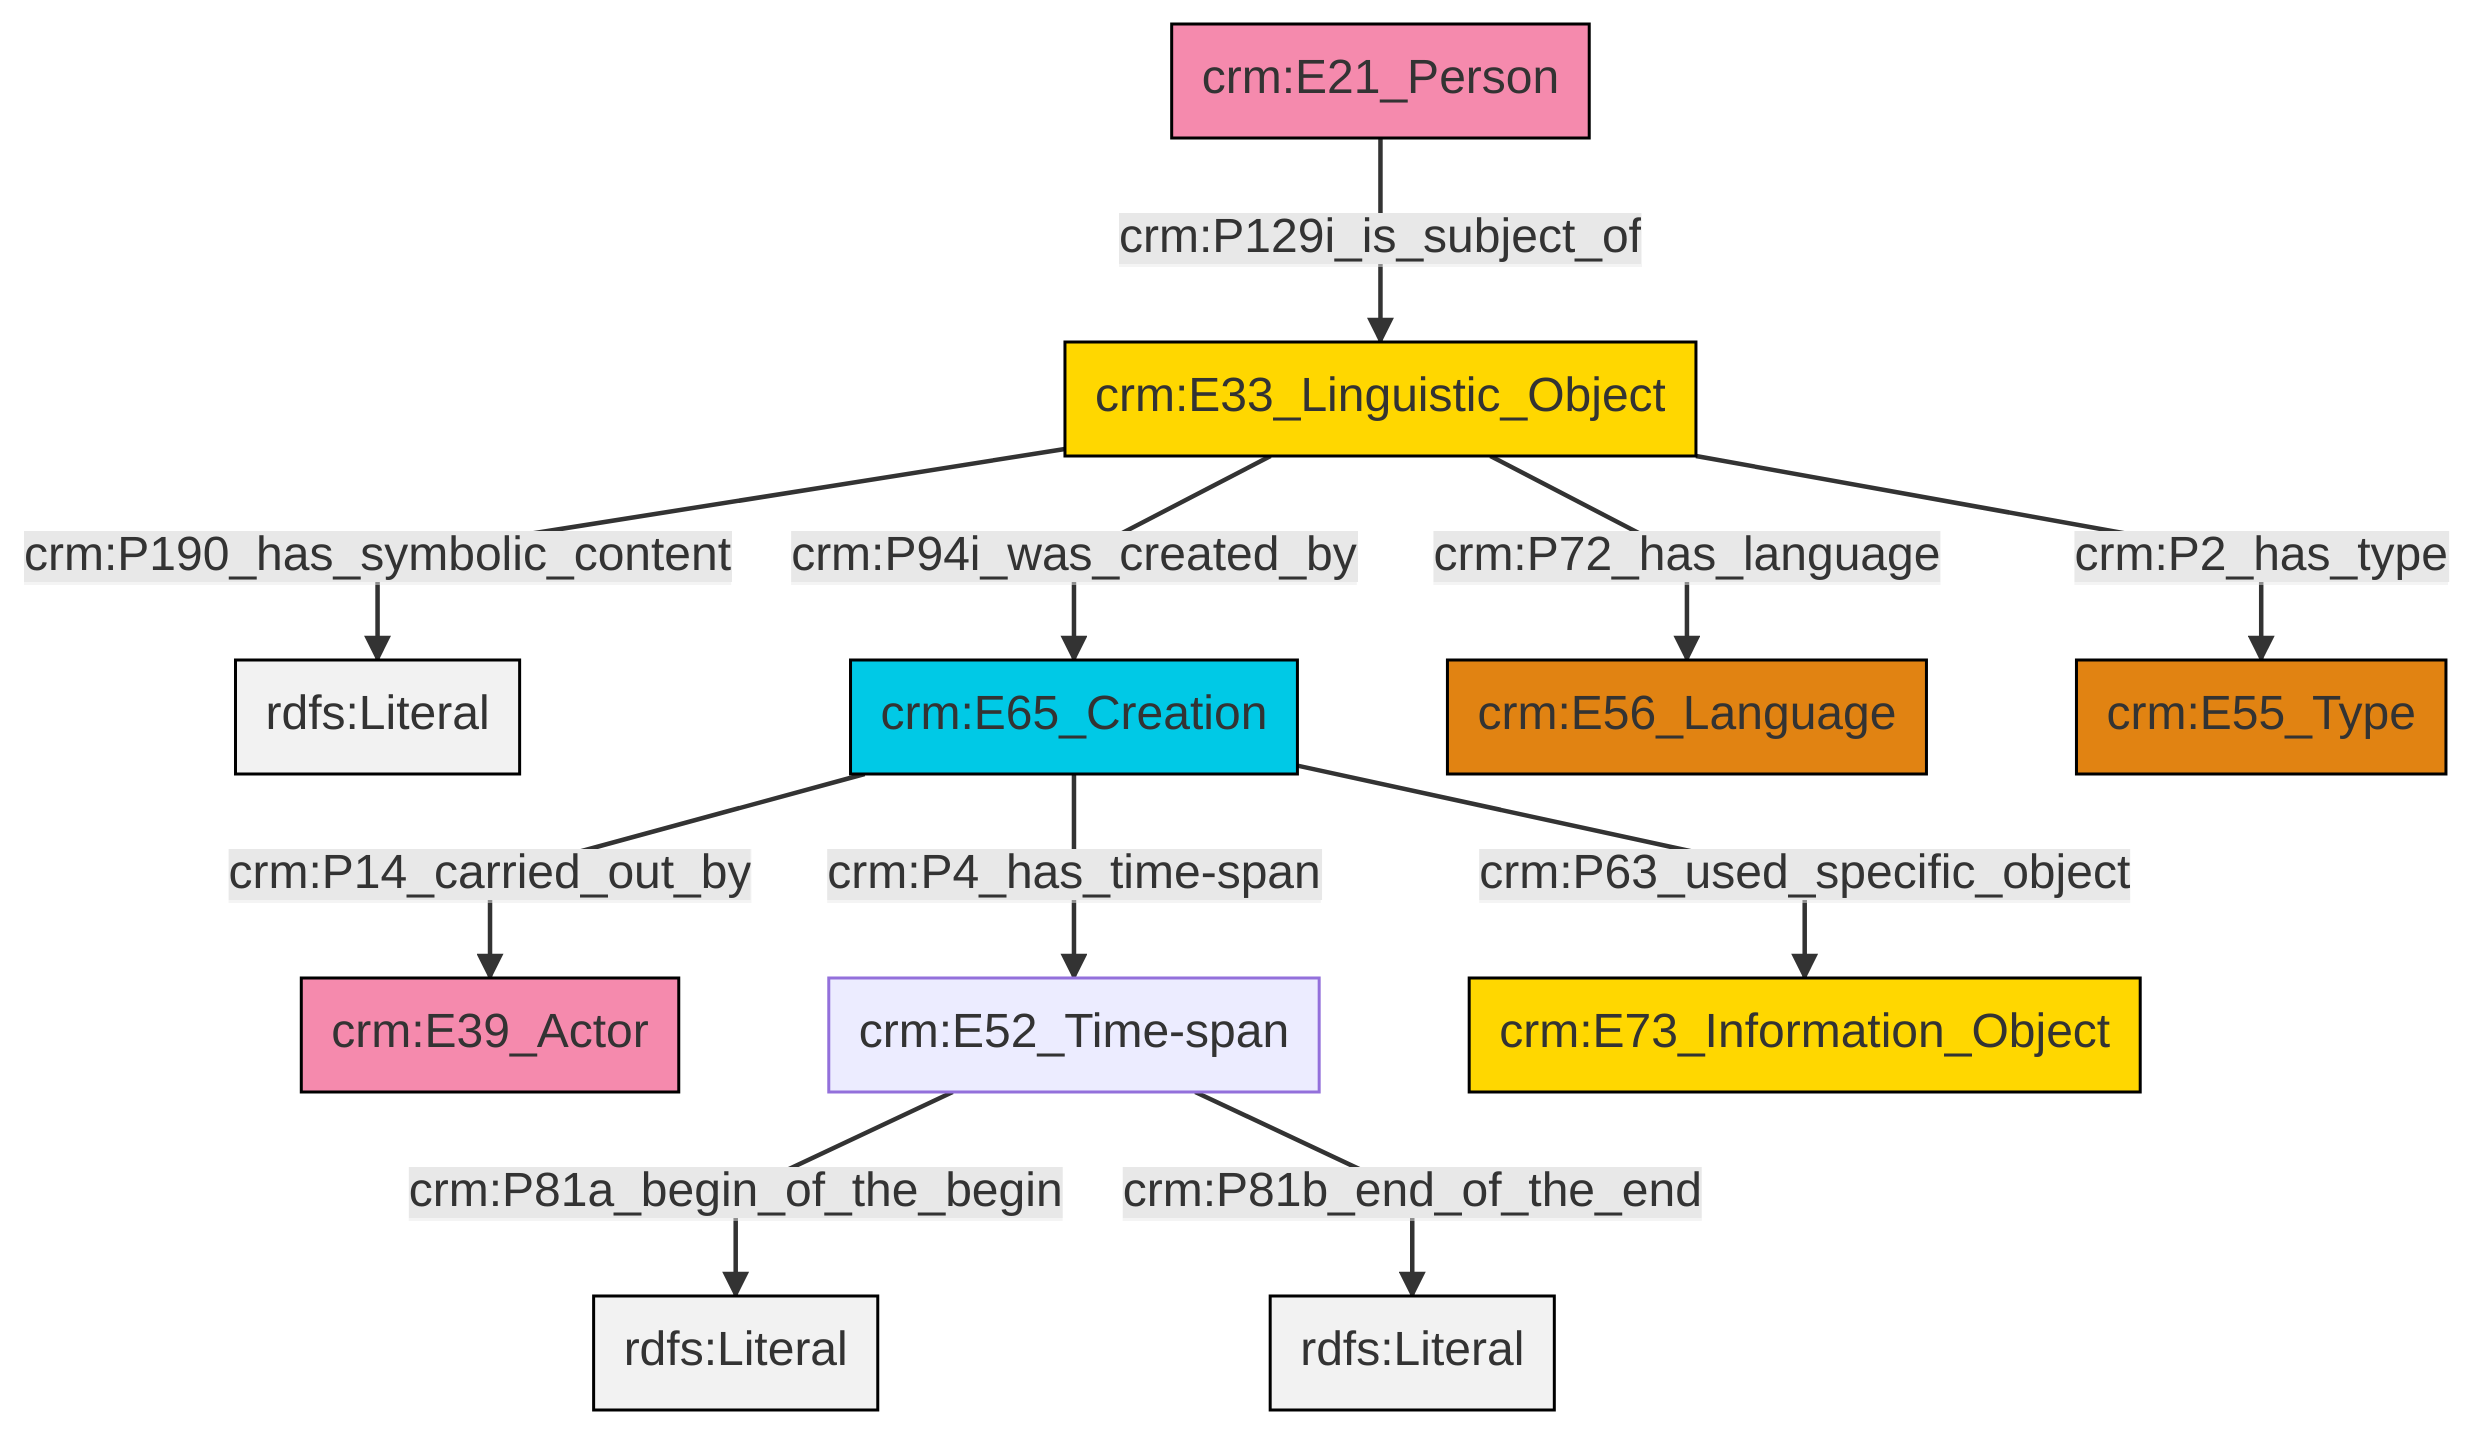 crm:E21_Person
crm:P129i_is_subject_of
crm:E33_Linguistic_Object
crm:P190_has_symbolic_content
crm:P94i_was_created_by
crm:P72_has_language
crm:P2_has_type
rdfs:Literal
crm:E65_Creation
crm:E56_Language
crm:E55_Type
crm:P14_carried_out_by
crm:P4_has_time-span
crm:P63_used_specific_object
crm:E39_Actor
crm:E52_Time-span
crm:E73_Information_Object
crm:P81a_begin_of_the_begin
crm:P81b_end_of_the_end
rdfs:Literal
rdfs:Literal